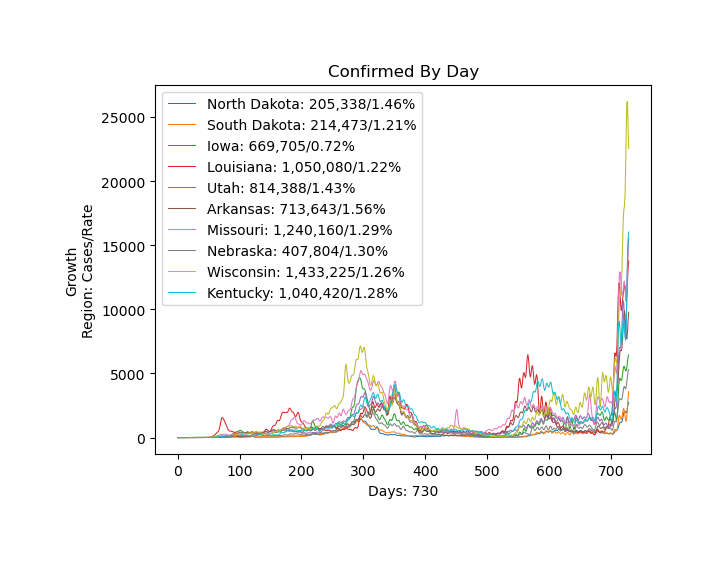 Confirmed By Day
North Dakota: 205,338/1.46%
South Dakota: 214,473/1.21%
Iowa: 669,705/0.72%
Louisiana: 1,050,080/1.22%
Utah: 814,388/1.43%
Arkansas: 713,643/1.56%
Missouri: 1,240,160/1.29%
Nebraska: 407,804/1.30%
Wisconsin: 1,433,225/1.26%
Kentucky: 1,040,420/1.28%
Growth
Region: Cases/Rate
25000
20000
15000
10000
5000
0
0 100 200 300 400 500 600 700
Days: 730